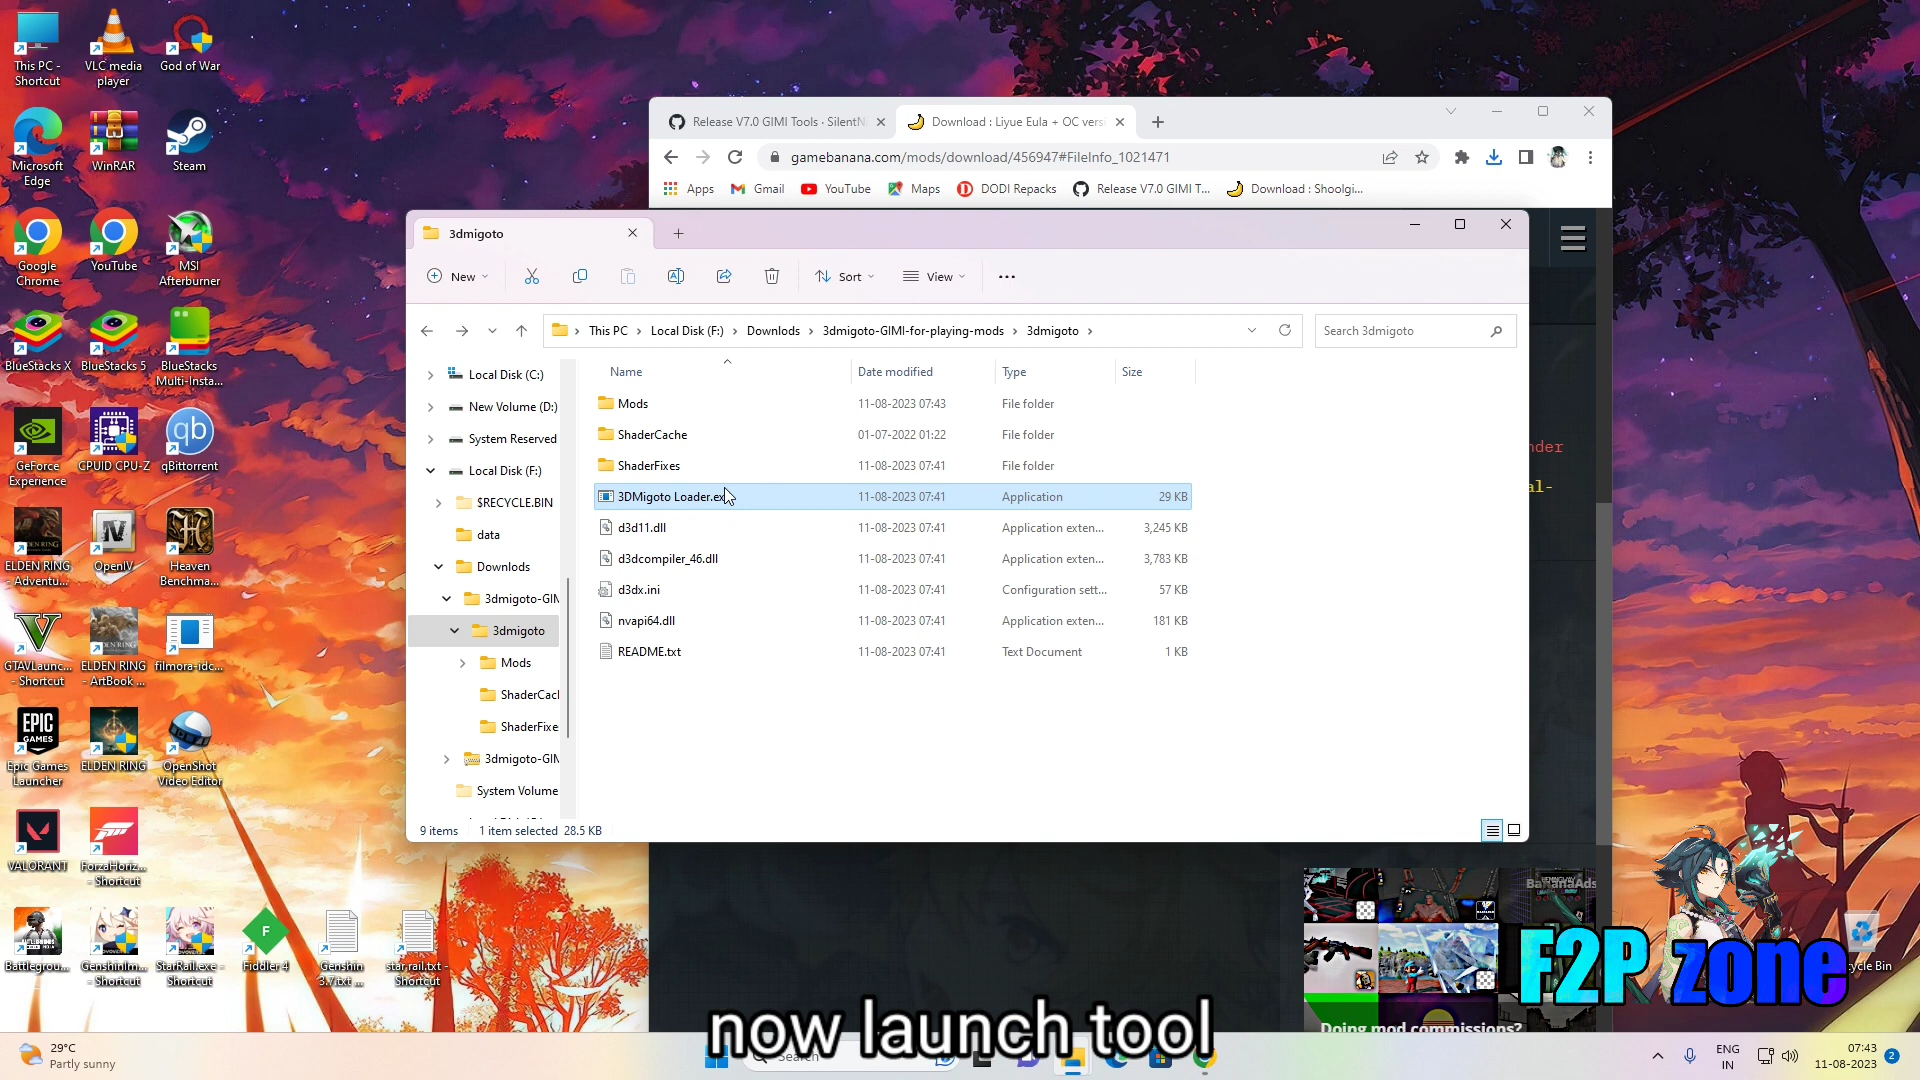 This PC -
Shortcut
VLC media
player
God of War
Microsoft
Edge
WinRAR
Steam
Google
Chrome
YouTube
MSI
Afterburner
BlueStacks X
BlueStacks 5
BlueStacks
Multi-Insta...
GeForce
Experience
CPUID CPU-Z
qBittorrent
ELDEN RING
- Adventu...
OpenIV
Heaven
Benchma...
GTAVLaunc...
- Shortcut
ELDEN RING
- ArtBook ...
filmora-idc...
EPIC
GAMES
Epic Games
Launcher
ELDEN RING
OpenShot
Video Editor
VALORANT
ForzaHoriz...
- Shortcut
Battlegrou...
GenshinIm...
Shortcut
StarRail.exe -
Shortcut
Fiddler 4
Genshin
3.7.txt ...
star rail.txt -
Shortcut
Release V7.0 GIMI Tools · SilentN
Download : Liyue Eula + OC vers
gamebanana.com/mods/download/456947#FileInfo_1021471
Apps
Gmail
YouTube
Maps
DODI Repacks
Release V7.0 GIMI T...
Download : Shoolgi...
3dmigoto
New
Sort
View
This PC
Local Disk (F:)
Downlods
3dmigoto-GIMI-for-playing-mods
3dmigoto
Search 3dmigoto
Local Disk (C:)
New Volume (D:)
System Reserved
Local Disk (F:)
$RECYCLE.BIN
data
Downlods
3dmigoto-GIM
3dmigoto
Mods
ShaderCacl
ShaderFixe
3dmigoto-GIM
System Volume
Name
Date modified
Type
Size
Mods 11-08-2023 07:43 File folder
ShaderCache 01-07-2022 01:22 File folder
ShaderFixes 11-08-2023 07:41 File folder
3DMigoto Loader.ex 11-08-2023 07:41 Application 29 KB
d3d11.dll 11-08-2023 07:41 Application exten... 3,245 KB
d3dcompiler_46.dll 11-08-2023 07:41 Application exten... 3,783 KB
d3dx.ini 11-08-2023 07:41 Configuration sett... 57 KB
nvapi64.dll 11-08-2023 07:41 Application exten... 181 KB
README.txt 11-08-2023 07:41 Text Document 1 KB
9 items 1 item selected 28.5 KB
nder
al-
BananaAds
Doing mod commissions?
F2P zone
cycle Bin
now launch tool
29°C
Partly sunny
Search
ENG
IN
07:43
11-08-2023
2